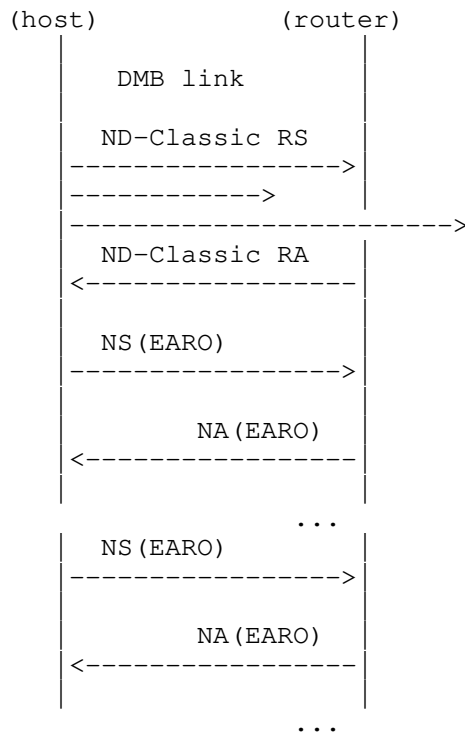 (host) (router)
DMB link
ND-Classic RS
ND-Classic RA
NS(EARO)
NA(EARO)
...
NS(EARO)
NA(EARO)
...